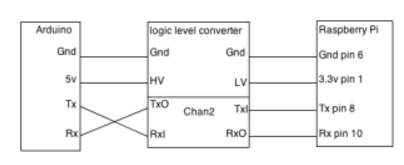 Arduino
logic level converter
Raspberry Pi
Gnd
Gnd
Gnd
Gnd pin 6
5v
HV
LV
3.3v pin 1
Tx
TxO
Chan2
TxI
Tx pin 8
Rx
RxI
RxO
Rx pin 10